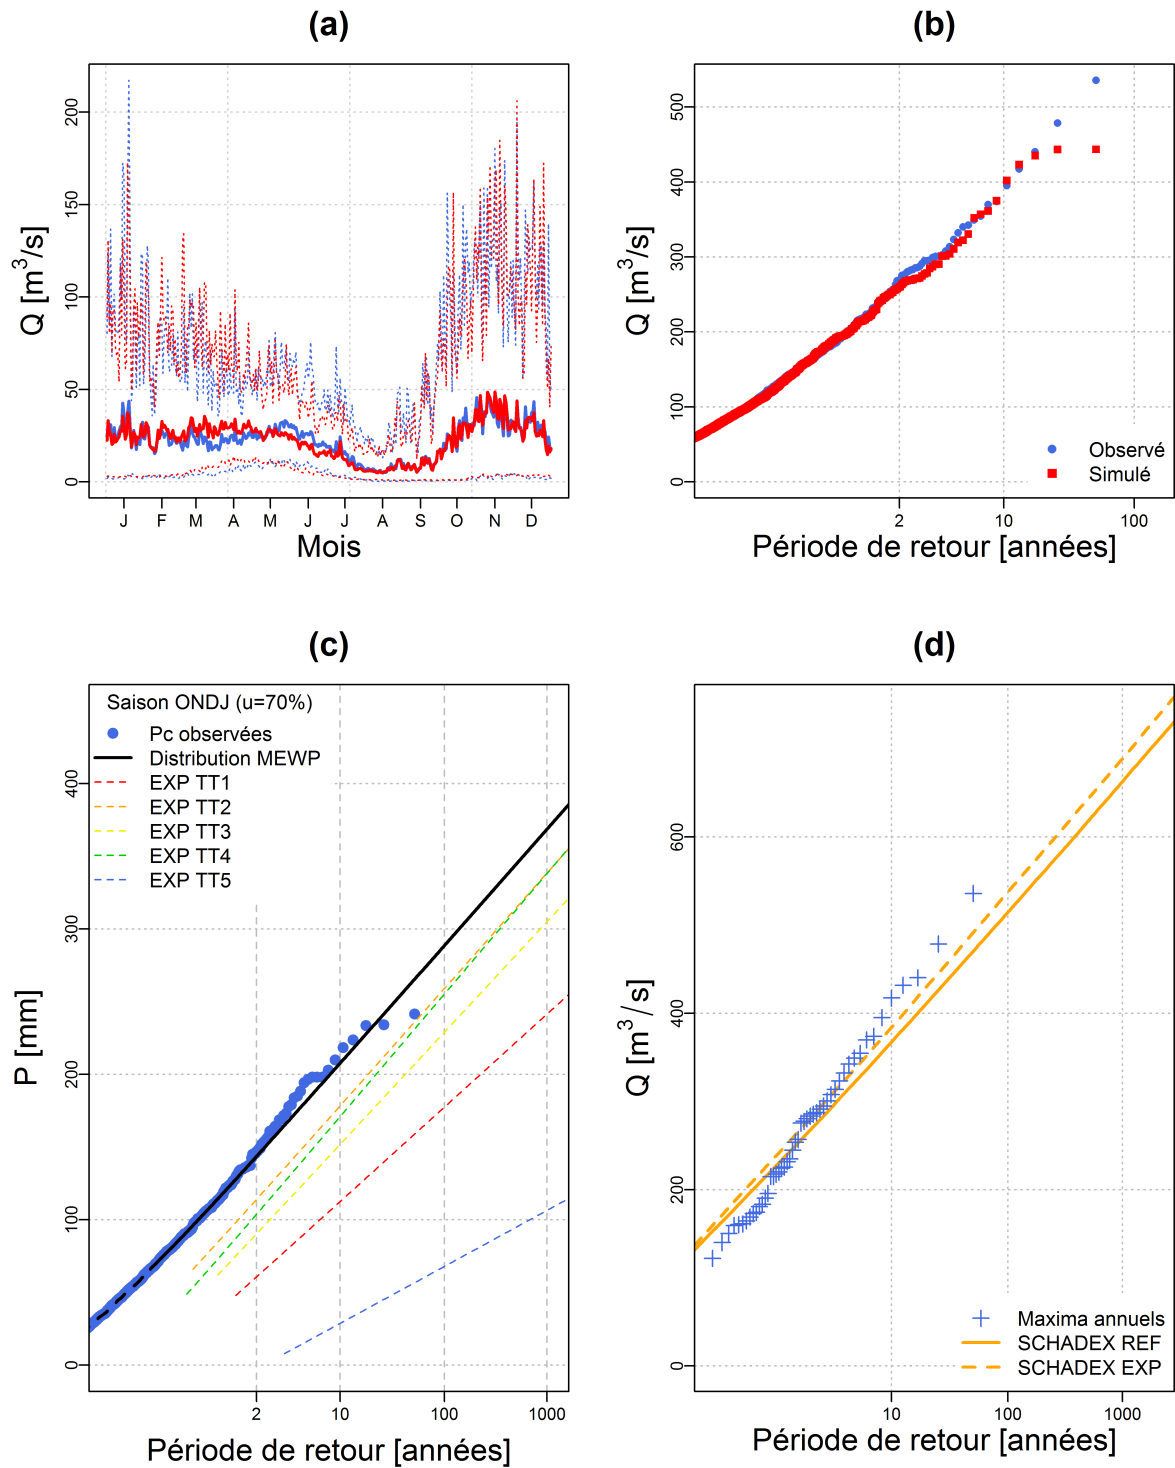 (a)
Q [m³/s]
200
150
100
50
0
J F M A M J J A S O N D
Mois
(b)
Q [m³/s]
500
400
300
200
100
0
Observé
Simulé
2 10 100
Période de retour [années]
(c)
P [mm]
400
300
200
100
0
Saison ONDJ (u=70%)
Pc observées
Distribution MEWP
EXP TT1
EXP TT2
EXP TT3
EXP TT4
EXP TT5
2 10 100 1000
Période de retour [années]
(d)
Q [m³/s]
600
400
200
0
Maxima annuels
SCHADEX REF
SCHADEX EXP
10 100 1000
Période de retour [années]